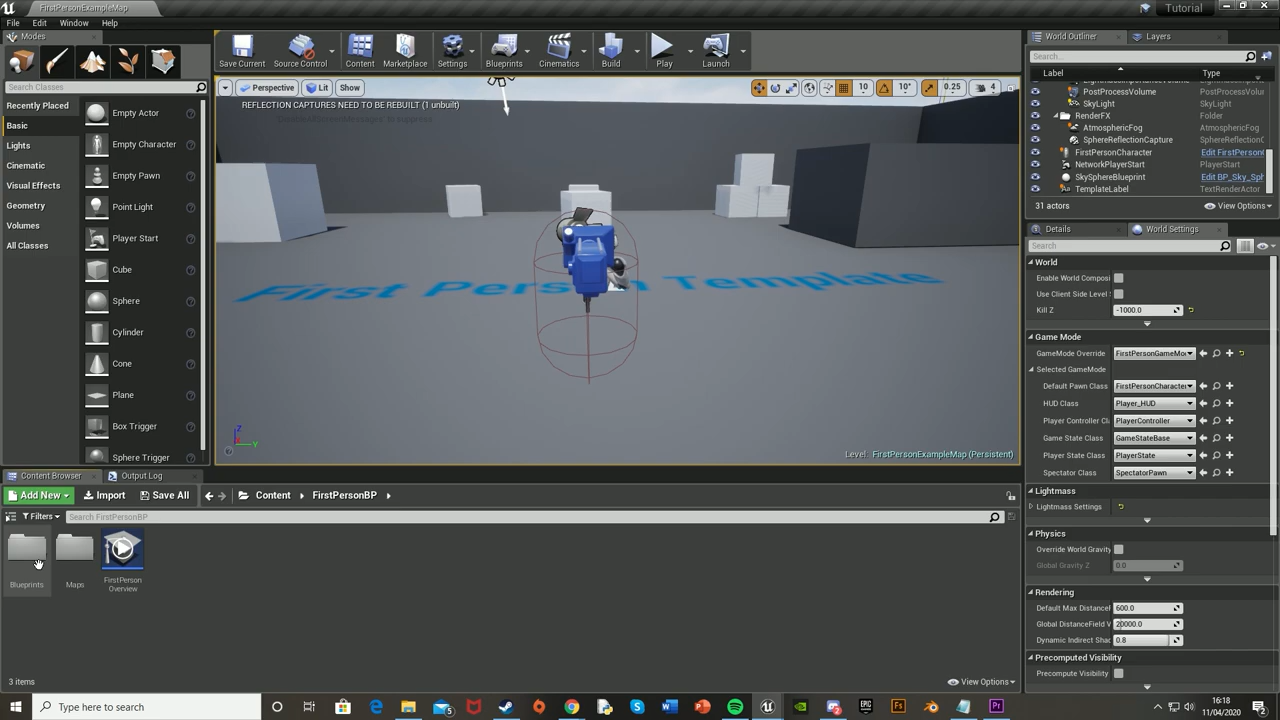 FirstPersonExampleMap
Tutorial
File Edit Window Help
Modes
Search Classes
Recently Placed
Basic
Lights
Cinematic
Visual Effects
Geometry
Volumes
All Classes
Empty Actor
Empty Character
Empty Pawn
Point Light
Player Start
Cube
Sphere
Cylinder
Cone
Plane
Box Trigger
Sphere Trigger
Save Current
Source Control
Content
Marketplace
Settings
Blueprints
Cinematics
Build
Play
Launch
Perspective
Lit
Show
10
10°
0.25
4
REFLECTION CAPTURES NEED TO BE REBUILT (1 unbuilt)
'DisableAllScreenMessages' to suppress
First Person Template
Z
Y
Level: FirstPersonExampleMap (Persistent)
World Outliner
Layers
Search...
Label
Type
PostProcessVolume PostProcessVolu
SkyLight SkyLight
RenderFX Folder
AtmosphericFog AtmosphericFog
SphereReflectionCapture SphereReflectionC
FirstPersonCharacter Edit FirstPerson
NetworkPlayerStart PlayerStart
SkySphereBlueprint Edit BP_Sky_Sph
TemplateLabel TextRenderActor
31 actors
View Options
Details
World Settings
Search
World
Enable World Composi
Use Client Side Level
Kill Z -1000.0
Game Mode
GameMode Override FirstPersonGameMo
Selected GameMode
Default Pawn Class FirstPersonCharacter
HUD Class Player_HUD
Player Controller Cl PlayerController
Game State Class GameStateBase
Player State Class PlayerState
Spectator Class SpectatorPawn
Lightmass
Lightmass Settings
Physics
Override World Gravity
Global Gravity Z 0.0
Rendering
Default Max Distance 600.0
Global DistanceField V 20000.0
Dynamic Indirect Shac 0.8
Precomputed Visibility
Precompute Visibility
Content Browser
Output Log
Add New
Import
Save All
Content
FirstPersonBP
Filters
Search FirstPersonBP
Blueprints
Maps
FirstPerson
Overview
3 items
View Options
Type here to search
16:18
11/04/2020